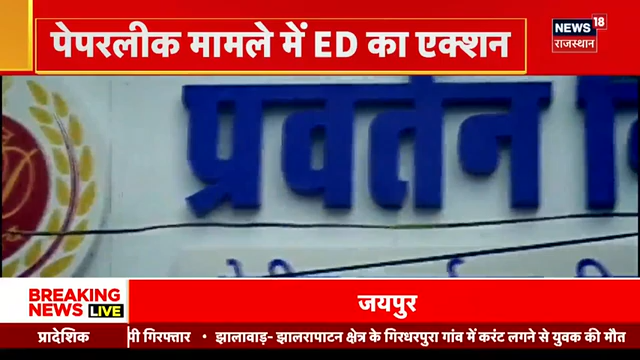 पेपरलीक मामले में ED का एक्शन
NEWS 18
राजस्थान
प्रवर्तन
BREAKING
NEWS LIVE
जयपुर
प्रादेशिक
गिरफ्तार • झालावाड़- झालरापाटन क्षेत्र के गिरधरपुरा गांव में करंट लगने से युवक की मौत